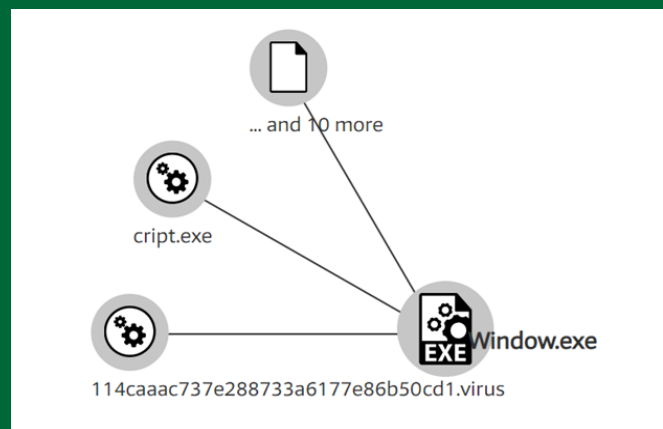 ... and 10 more
cript.exe
EXE
Window.exe
114caaac737e288733a6177e86b50cd1.virus